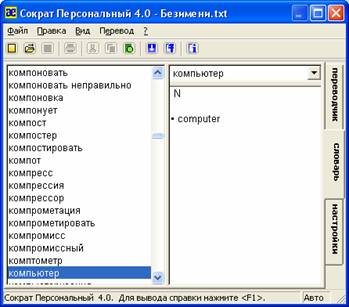 æ Сократ Персональный 4.0 - Безимени.txt
Файл Правка Вид Перевод ?
компоновать
компоновать неправильно
компоновка
компонует
компост
компостер
компостировать
компот
компресс
компрессия
компрессор
компрометация
компрометировать
компромисс
компромиссный
комптометр
компьютер
компьютер
N
• computer
переводчик
словарь
настройки
Сократ Персональный 4.0. Для вывода справки нажмите <F1>. Авто